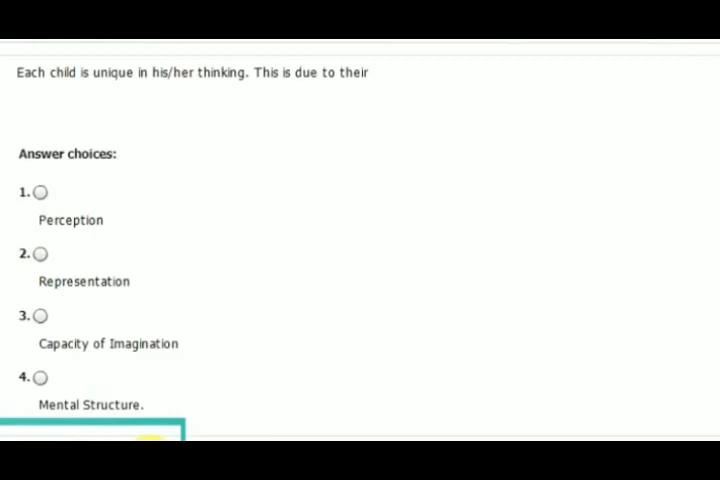 Each child is unique in his/her thinking. This is due to their
Answer choices:
1.
Perception
2.
Representation
3.
Capacity of Imagination
4.
Mental Structure.